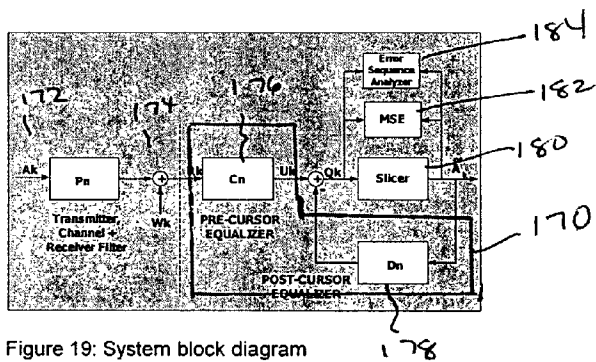 184
Error
Sequence
Analyzer
172
174
176
182
MSE
180
Ak
Pn
Rk
Cn
Uk
Qk
Slicer
Wk
Transmitter,
Channel +
Receiver Filter
PRE-CURSOR
EQUALIZER
170
Dn
POST-CURSOR
EQUALIZER
178
Figure 19: System block diagram